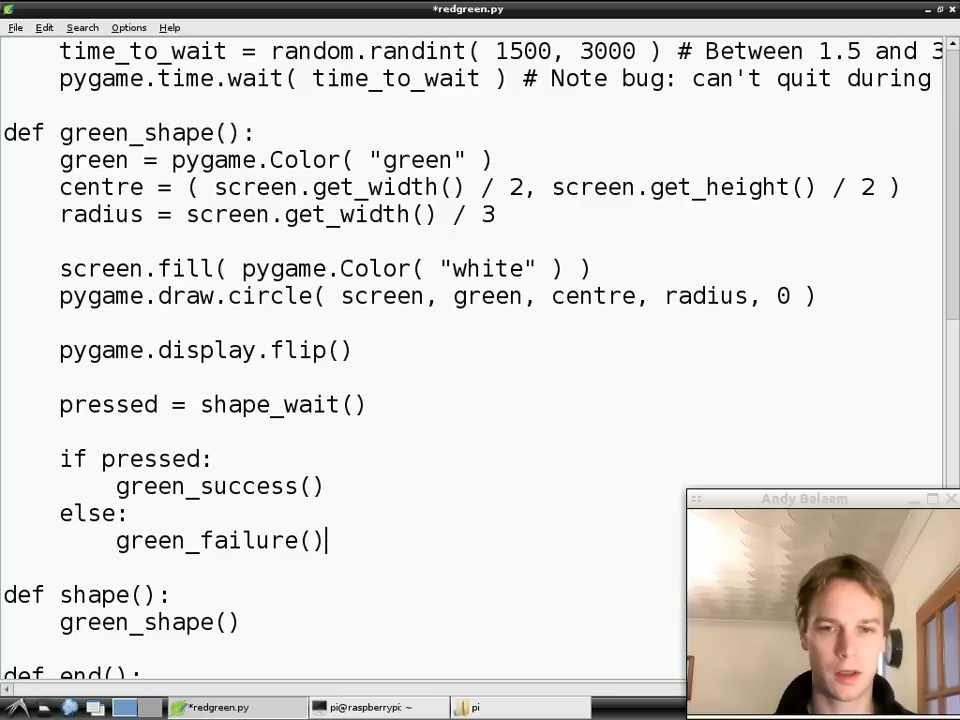 *redgreen.py
File Edit Search Options Help
time_to_wait = random.randint( 1500, 3000 ) # Between 1.5 and 3
pygame.time.wait( time_to_wait ) # Note bug: can't quit during
def green_shape():
green = pygame.Color( "green" )
centre = ( screen.get_width() / 2, screen.get_height() / 2 )
radius = screen.get_width() / 3
screen.fill( pygame.Color( "white" ) )
pygame.draw.circle( screen, green, centre, radius, 0 )
pygame.display.flip()
pressed = shape_wait()
if pressed:
green_success()
else:
green_failure()
def shape():
green_shape()
def end():
Andy Balaam
*redgreen.py
pi@raspberrypi: ~
pi